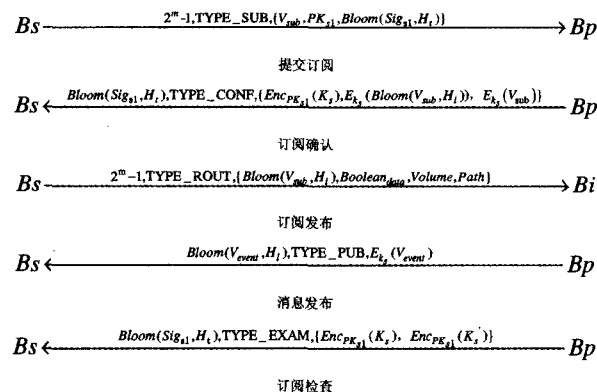 Bs 2^m-1,TYPE_SUB,{V_sub,PK_s1,Bloom(Sig_s1,H_t)} Bp
提交订阅
Bs Bloom(Sig_s1,H_t),TYPE_CONF,{Enc_PK_s1(K_s),E_k_s(Bloom(V_sub,H_i)),E_k_s(V_sub)} Bp
订阅确认
Bs 2^m-1,TYPE_ROUT,{Bloom(V_sub,H_i),Boolean_data,Volume,Path} Bi
订阅发布
Bs Bloom(V_event,H_i),TYPE_PUB,E_k_s(V_event) Bp
消息发布
Bs Bloom(Sig_s1,H_t),TYPE_EXAM,{Enc_PK_s1(K_s),Enc_PK_s1(K_s')} Bp
订阅检查